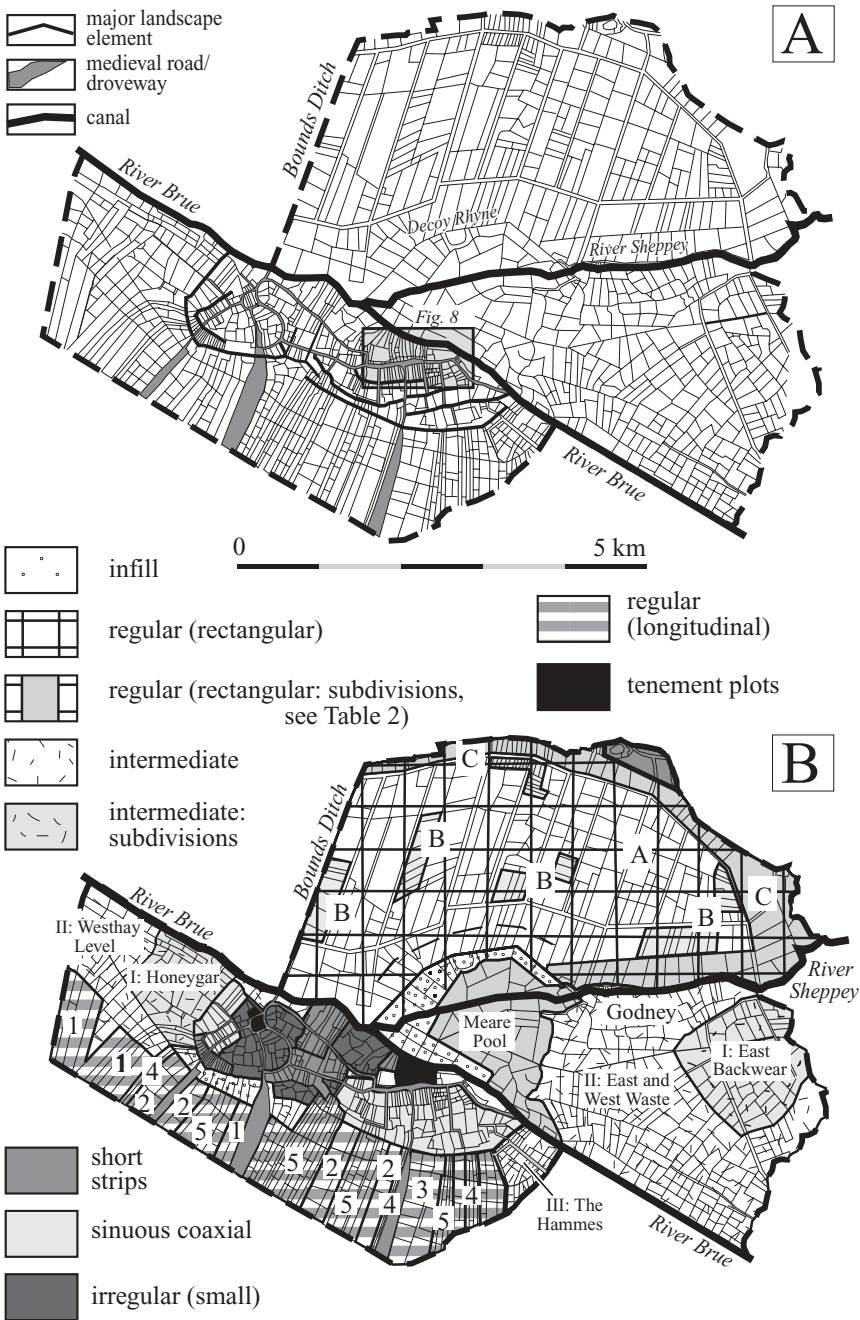 major landscape
element
medieval road/
droveway
canal
A
Bounds Ditch
River Brue
Decoy Rhyne
River Sheppey
Fig. 8
River Brue
0
5 km
infill
regular (rectangular)
regular (rectangular: subdivisions,
see Table 2)
intermediate
intermediate:
subdivisions
regular
(longitudinal)
tenement plots
B
C
Bounds Ditch
B
A
B
B
B
C
River Brue
II: Westhay
Level
I: Honeygar
River
Sheppey
Meare
Pool
Godney
I: East
Backwear
II: East and
West Waste
1
1
4
2
2
5
1
5
2
2
5
4
3
5
4
III: The
Hammes
River Brue
short
strips
sinuous coaxial
irregular (small)